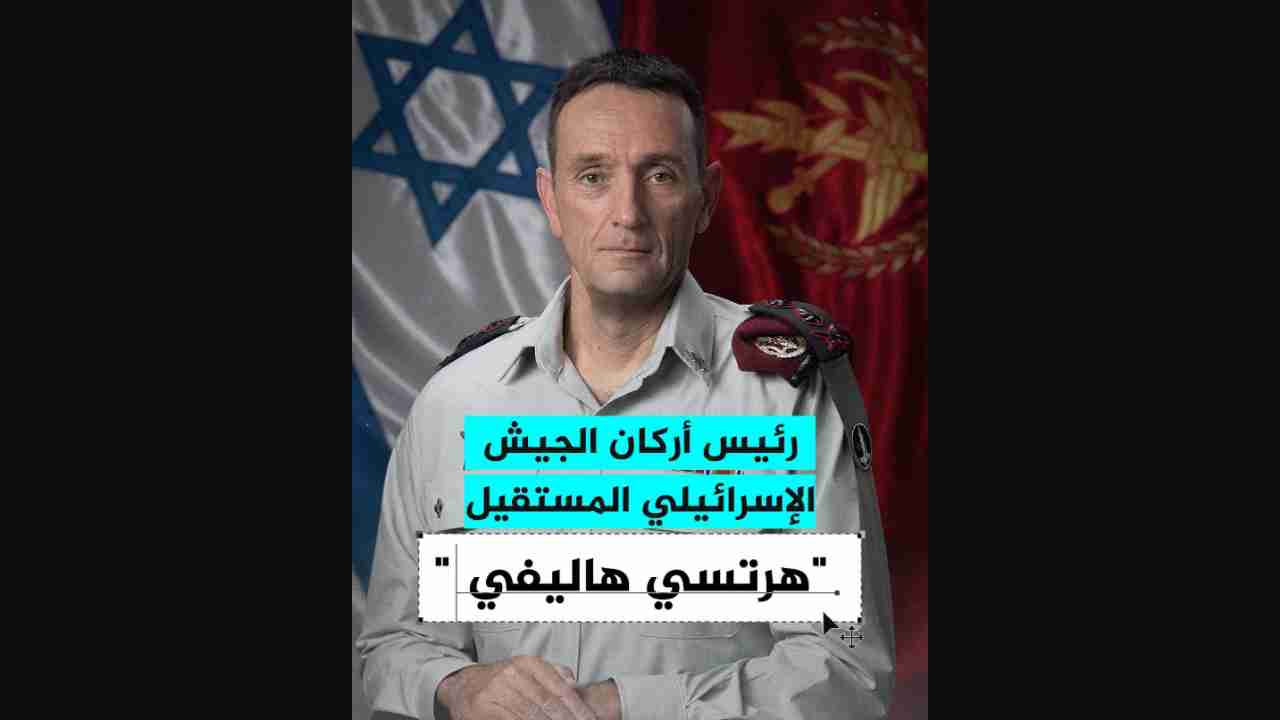 رئيس أركان الجيش
الإسرائيلي المستقيل
"هرتسي هاليفي "